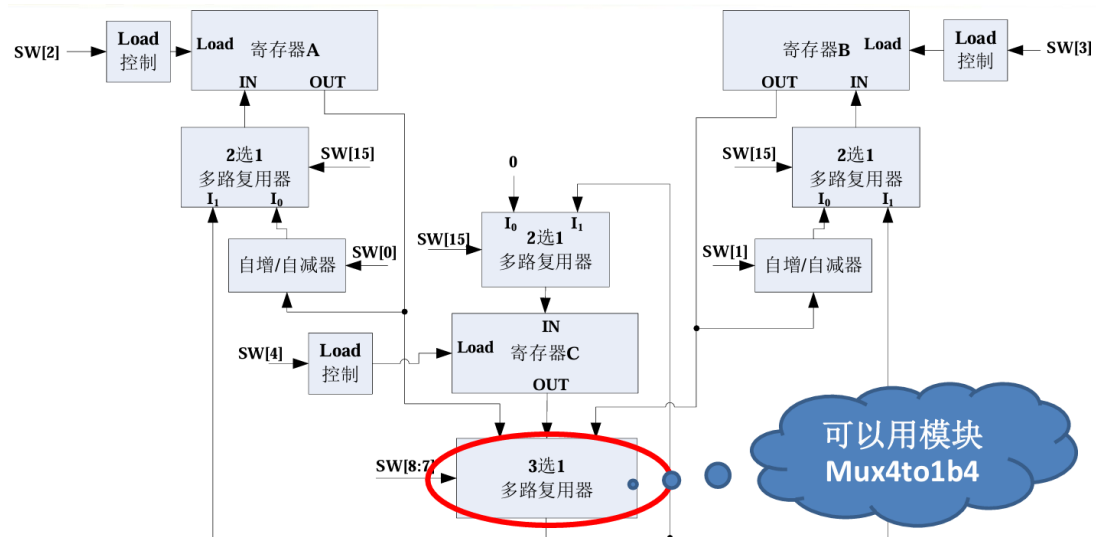 SW[2]
Load
控制
Load
寄存器A
IN
OUT
寄存器B
Load
OUT
IN
Load
控制
SW[3]
2选1
多路复用器
I1
I0
SW[15]
0
I0
I1
2选1
多路复用器
SW[15]
SW[15]
2选1
多路复用器
I0
I1
自增/自减器
SW[0]
SW[1]
自增/自减器
SW[4]
Load
控制
IN
Load
寄存器C
OUT
SW[8:7]
3选1
多路复用器
可以用模块
Mux4to1b4